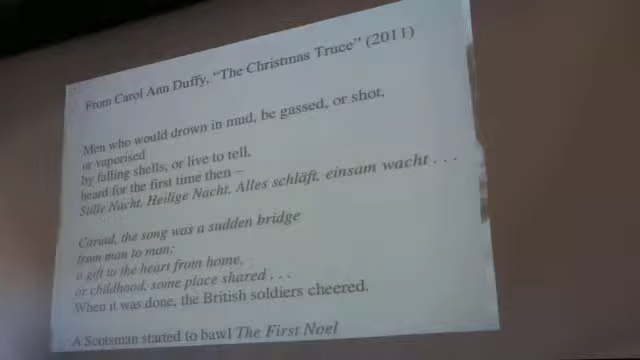 From Carol Ann Duffy, “The Christmas Truce” (2011)
Men who would drown in mud, be gassed, or shot,
or vaporised
by falling shells, or live to tell,
heard for the first time then –
Stille Nacht. Heilige Nacht. Alles schläft, einsam wacht . . .
Cariad, the song was a sudden bridge
from man to man;
a gift to the heart from home,
or childhood, some place shared . . .
When it was done, the British soldiers cheered.
A Scotsman started to bawl The First Noel